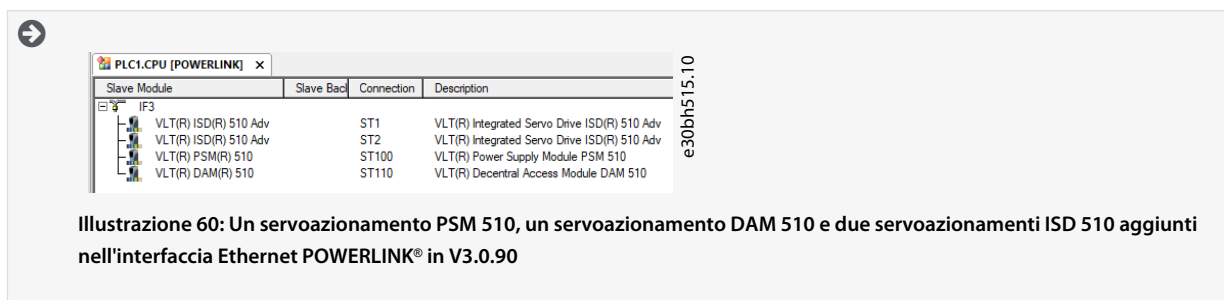 PLC1.CPU [POWERLINK] ×
Slave Module Slave Bacl Connection Description
IF3
VLT(R) ISD(R) 510 Adv ST1 VLT(R) Integrated Servo Drive ISD(R) 510 Adv
VLT(R) ISD(R) 510 Adv ST2 VLT(R) Integrated Servo Drive ISD(R) 510 Adv
VLT(R) PSM(R) 510 ST100 VLT(R) Power Supply Module PSM 510
VLT(R) DAM(R) 510 ST110 VLT(R) Decentral Access Module DAM 510
e30bh515.10
Illustrazione 60: Un servoazionamento PSM 510, un servoazionamento DAM 510 e due servoazionamenti ISD 510 aggiunti
nell'interfaccia Ethernet POWERLINK® in V3.0.90